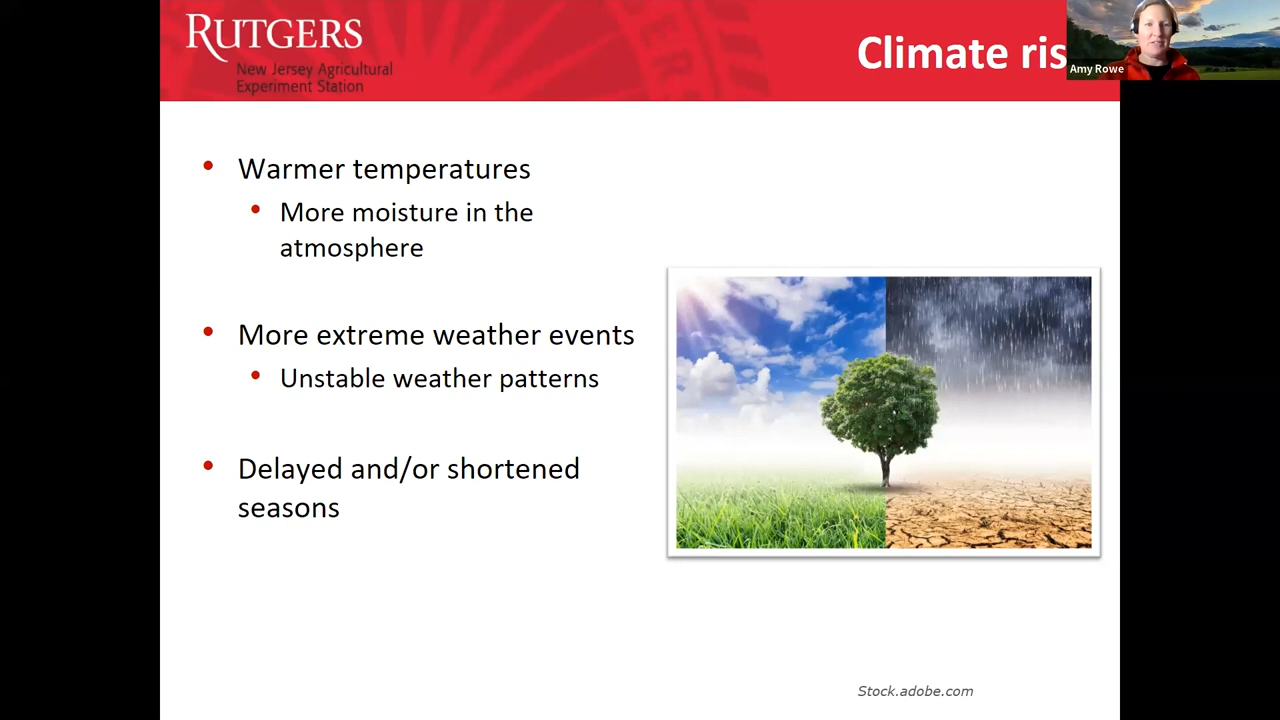 RUTGERS
New Jersey Agricultural
Experiment Station
Climate ris
Amy Rowe
• Warmer temperatures
• More moisture in the
atmosphere
• More extreme weather events
• Unstable weather patterns
• Delayed and/or shortened
seasons
Stock.adobe.com